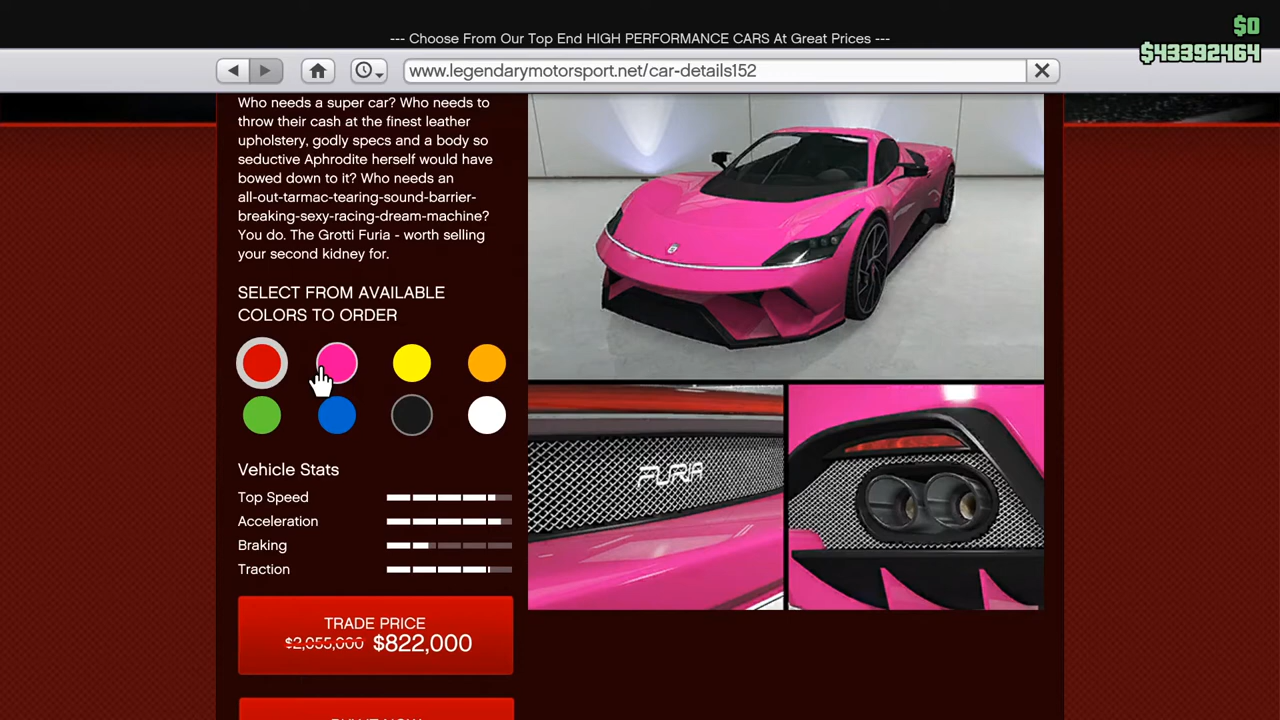 $0
$43392464
--- Choose From Our Top End HIGH PERFORMANCE CARS At Great Prices ---
www.legendarymotorsport.net/car-details152
Who needs a super car? Who needs to
throw their cash at the finest leather
upholstery, godly specs and a body so
seductive Aphrodite herself would have
bowed down to it? Who needs an
all-out-tarmac-tearing-sound-barrier-
breaking-sexy-racing-dream-machine?
You do. The Grotti Furia - worth selling
your second kidney for.
SELECT FROM AVAILABLE
COLORS TO ORDER
Vehicle Stats
Top Speed
Acceleration
Braking
Traction
TRADE PRICE
$2,055,000 $822,000
FURIA